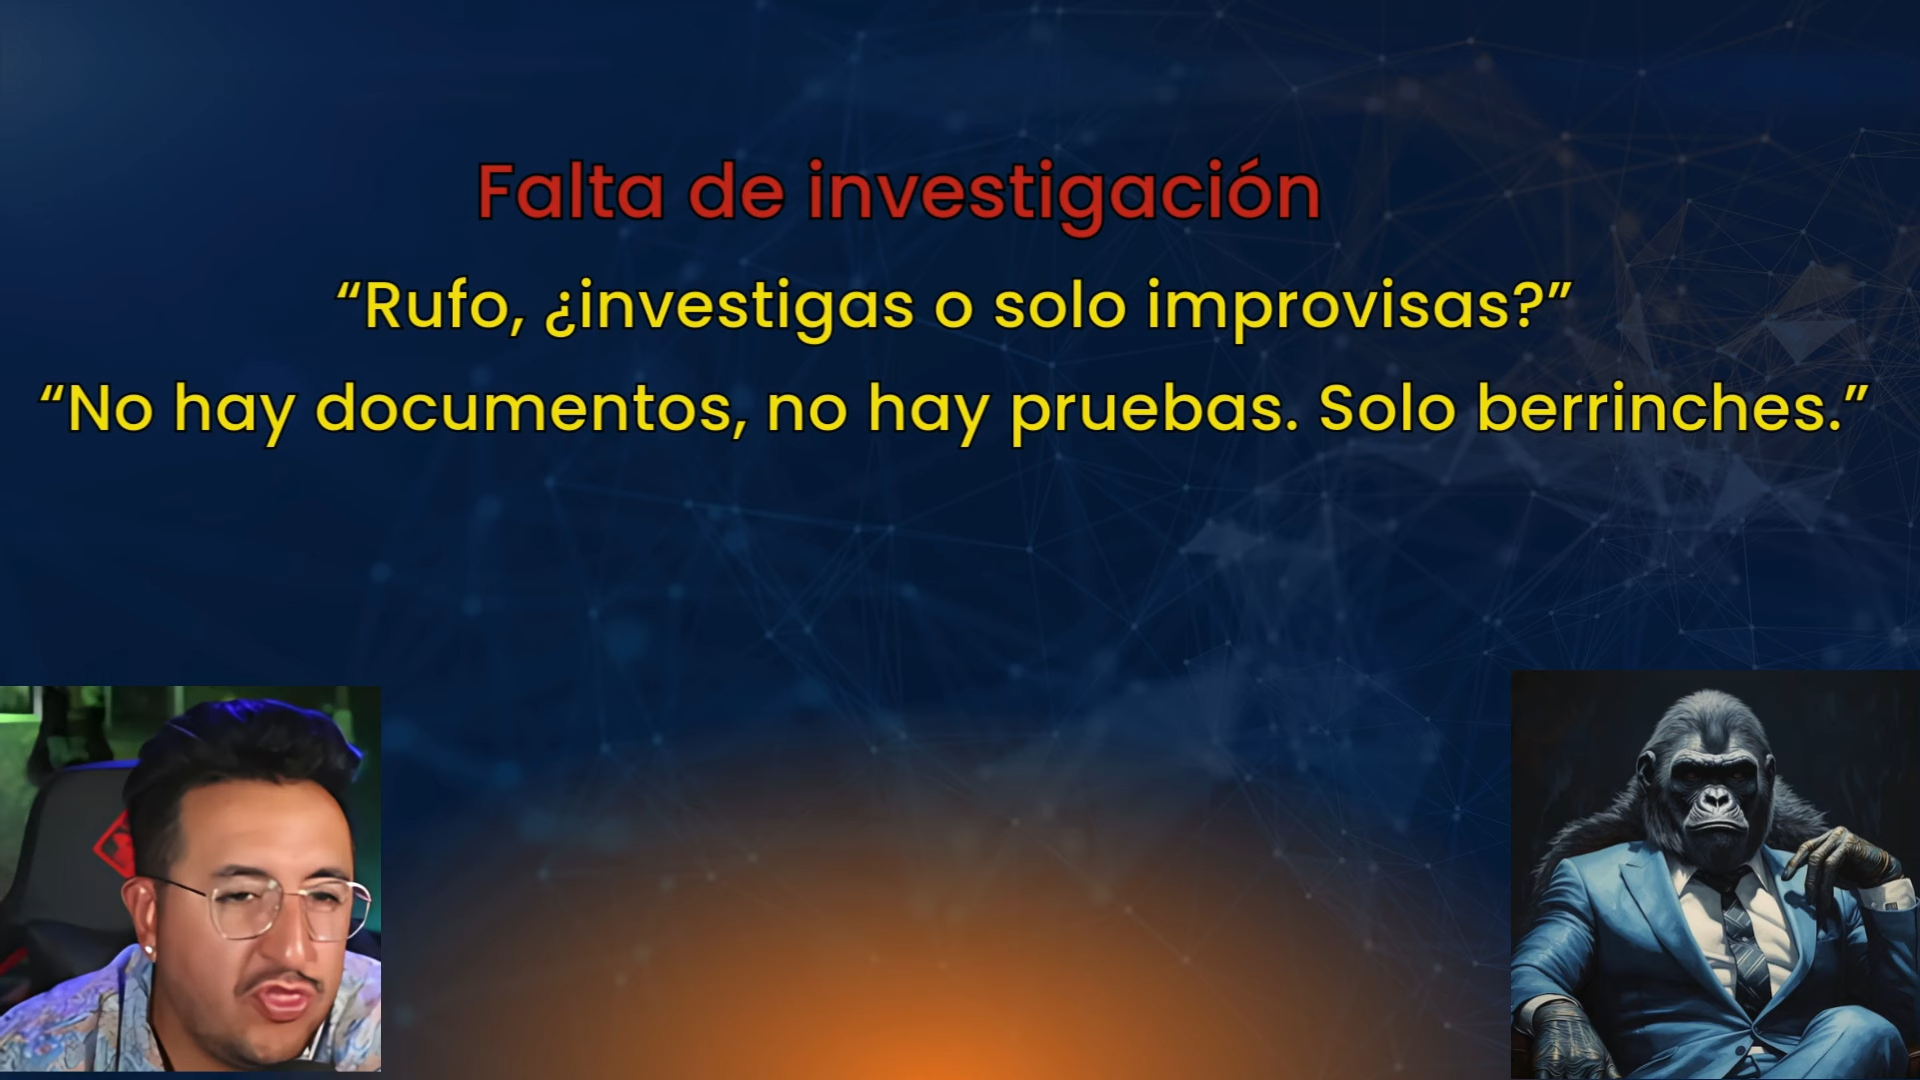 Falta de investigación
“Rufo, ¿investigas o solo improvisas?”
“No hay documentos, no hay pruebas. Solo berrinches.”